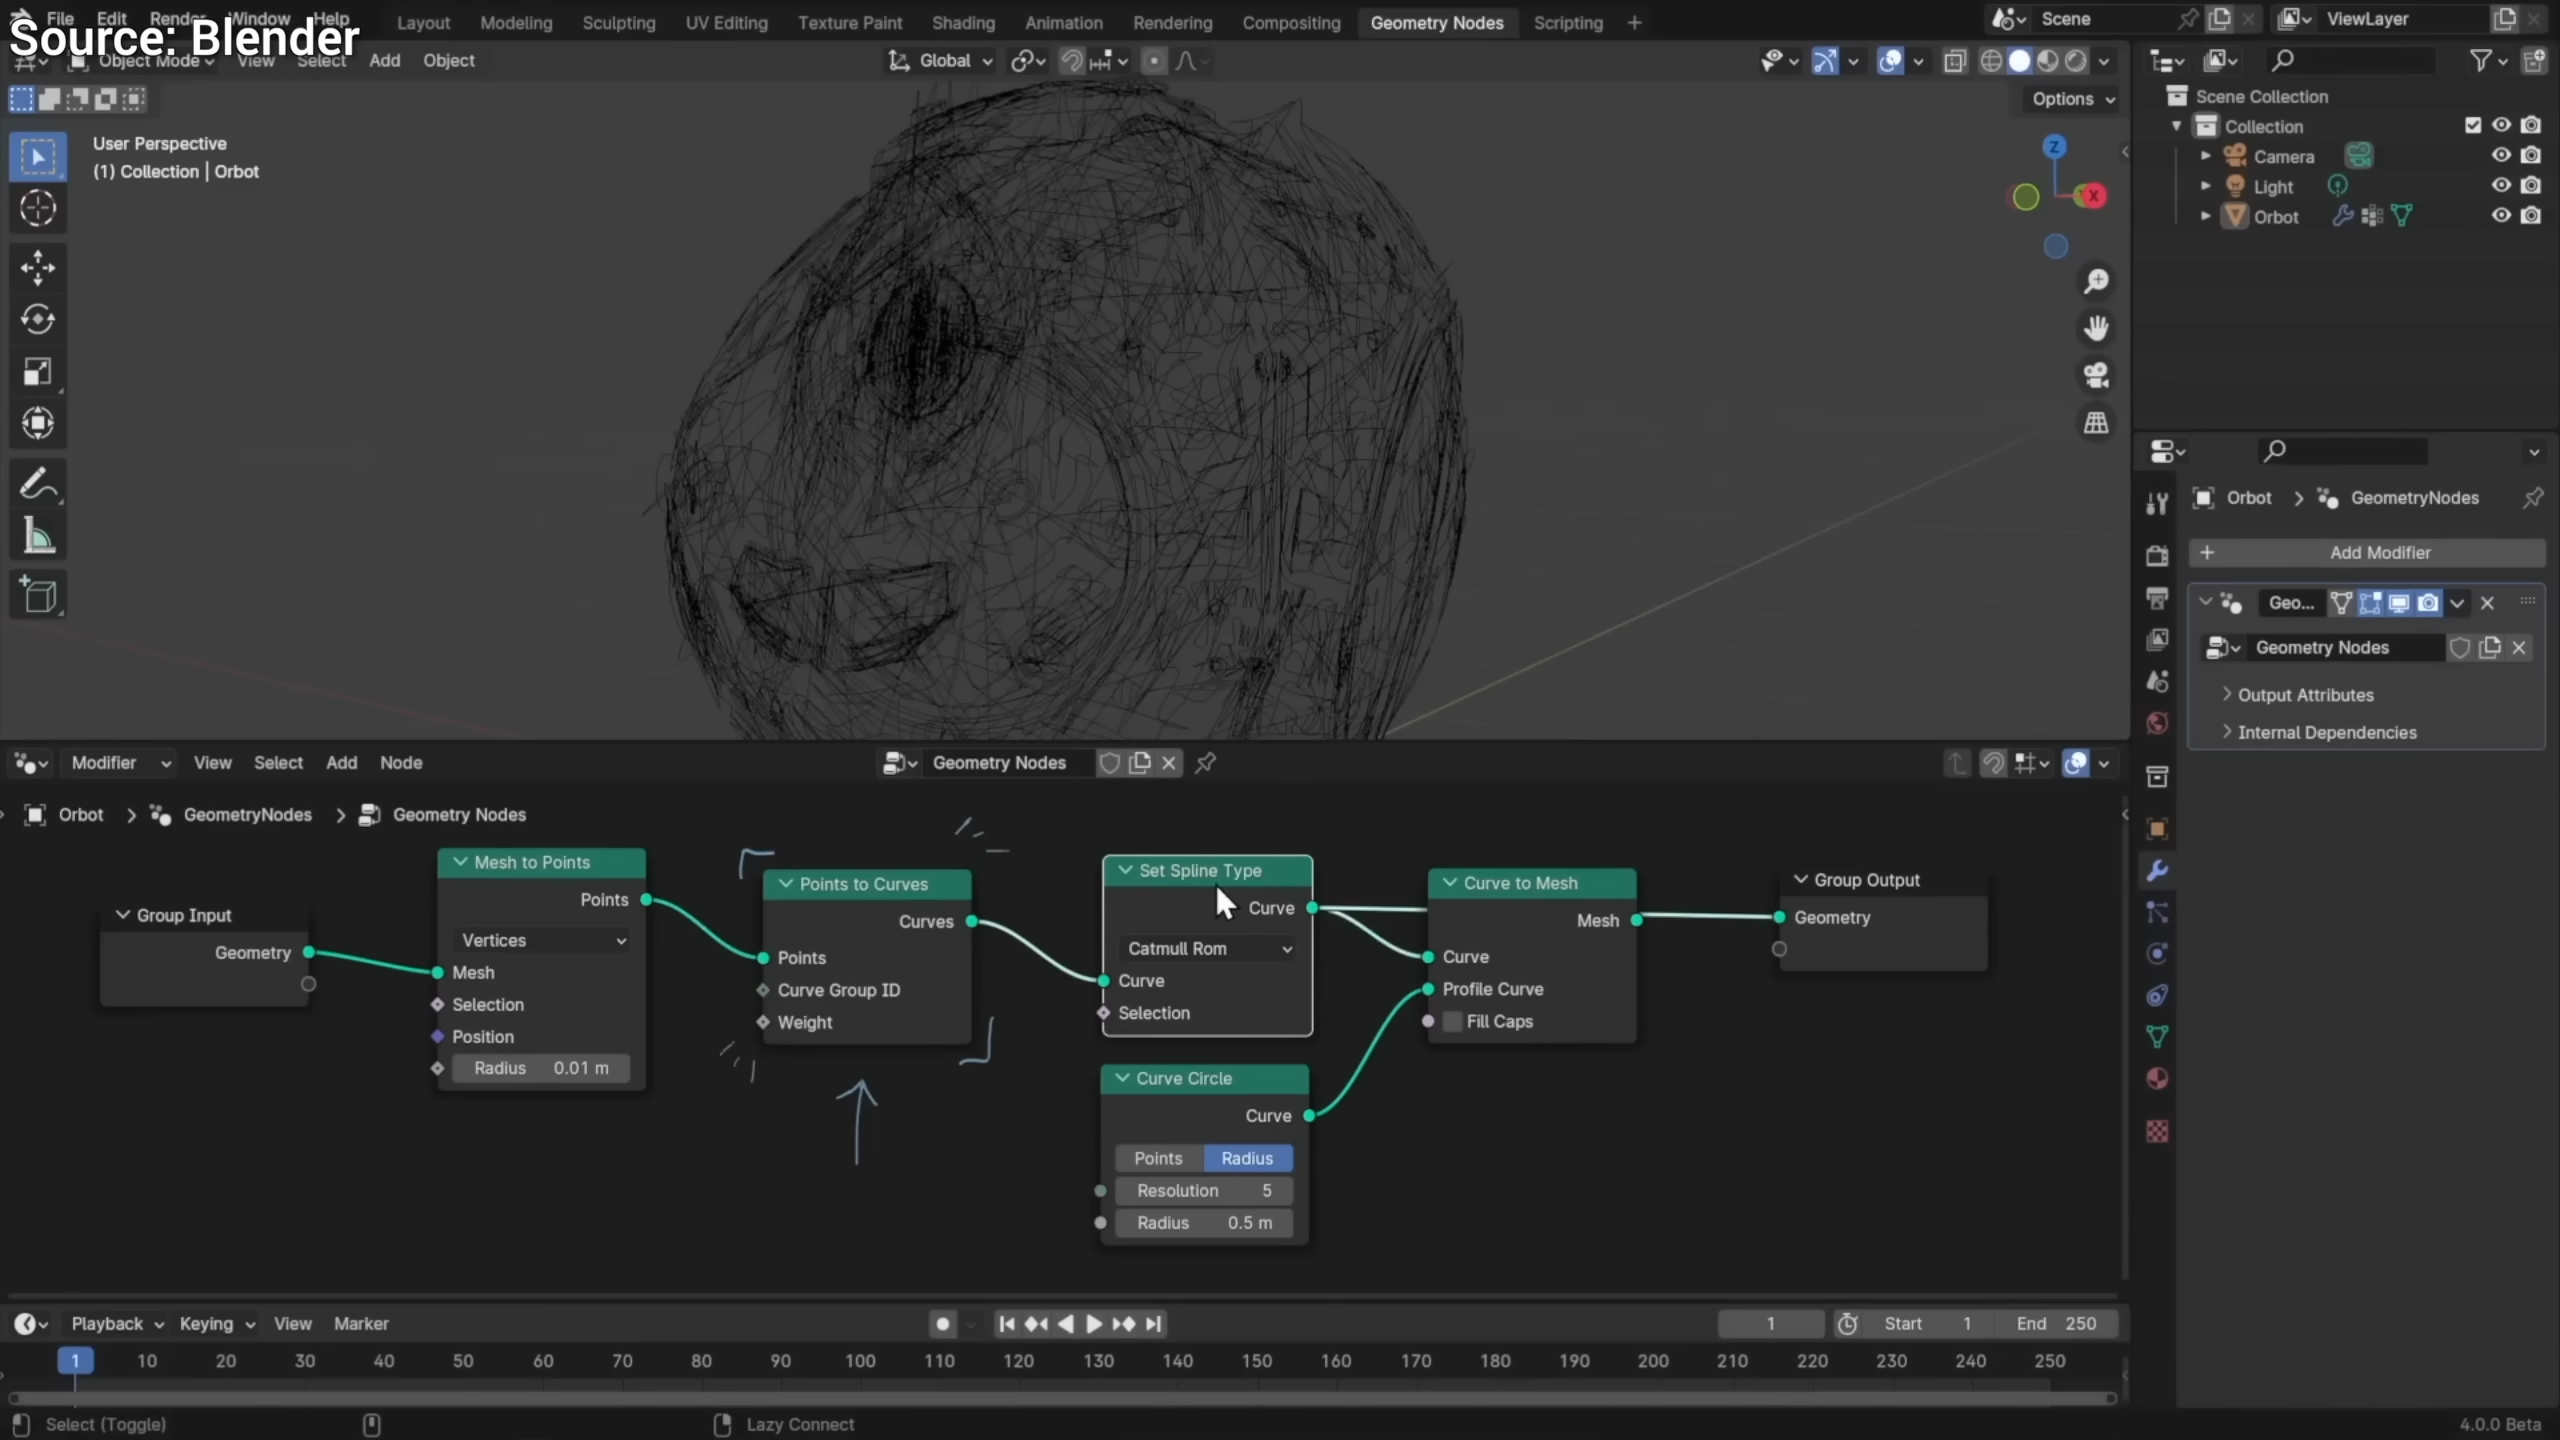 File Edit Render Window Help
Source: Blender
Layout Modeling Sculpting UV Editing Texture Paint Shading Animation Rendering Compositing Geometry Nodes Scripting +
Scene
ViewLayer
Object Mode View Select Add Object
Global
Options
User Perspective
(1) Collection | Orbot
Z
X
Scene Collection
Collection
Camera
Light
Orbot
Orbot > GeometryNodes
+ Add Modifier
Geo...
Geometry Nodes
> Output Attributes
> Internal Dependencies
Modifier View Select Add Node
Geometry Nodes
Orbot > GeometryNodes > Geometry Nodes
Group Input
Geometry
Mesh to Points
Points
Vertices
Mesh
Selection
Position
Radius 0.01 m
Points to Curves
Curves
Points
Curve Group ID
Weight
Set Spline Type
Curve
Catmull Rom
Curve
Selection
Curve Circle
Curve
Points Radius
Resolution 5
Radius 0.5 m
Curve to Mesh
Mesh
Curve
Profile Curve
Fill Caps
Group Output
Geometry
Playback Keying View Marker
1
Start 1
End 250
1 10 20 30 40 50 60 70 80 90 100 110 120 130 140 150 160 170 180 190 200 210 220 230 240 250
Select (Toggle)
Lazy Connect
4.0.0 Beta